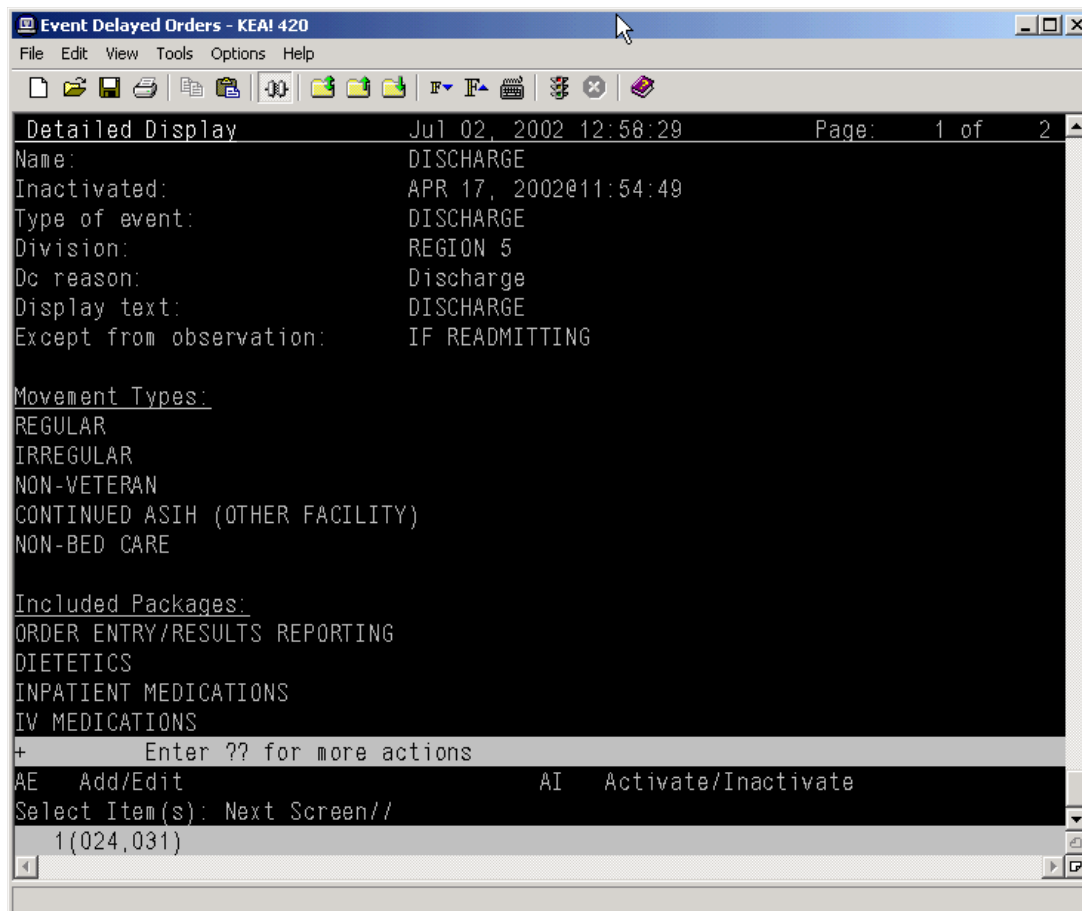 Event Delayed Orders - KEA! 420
File Edit View Tools Options Help
Detailed Display Jul 02, 2002 12:58:29 Page: 1 of 2
Name: DISCHARGE
Inactivated: APR 17, 2002@11:54:49
Type of event: DISCHARGE
Division: REGION 5
Dc reason: Discharge
Display text: DISCHARGE
Except from observation: IF READMITTING
Movement Types:
REGULAR
IRREGULAR
NON-VETERAN
CONTINUED ASIH (OTHER FACILITY)
NON-BED CARE
Included Packages:
ORDER ENTRY/RESULTS REPORTING
DIETETICS
INPATIENT MEDICATIONS
IV MEDICATIONS
+ Enter ?? for more actions
AE Add/Edit AI Activate/Inactivate
Select Item(s): Next Screen//
1(024,031)